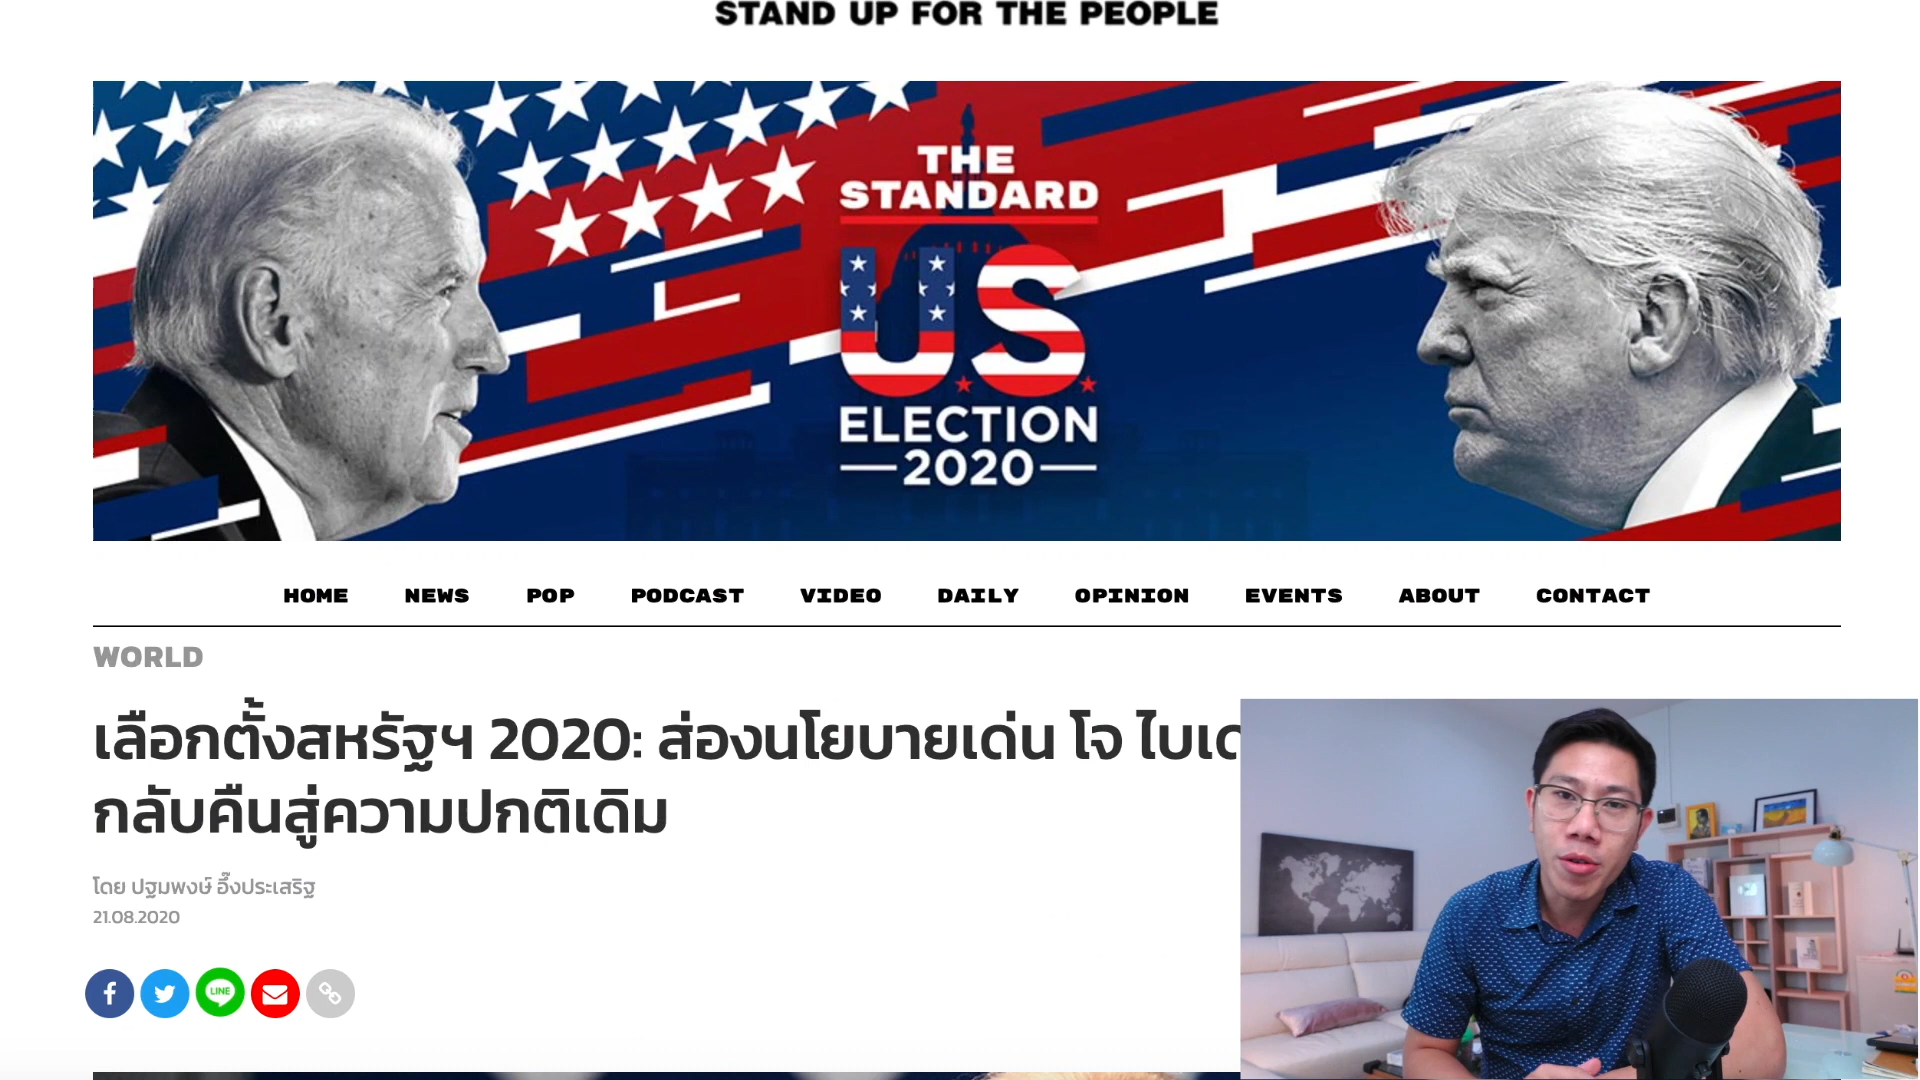 STAND UP FOR THE PEOPLE
THE
STANDARD
U.S.
ELECTION
2020
HOME NEWS POP PODCAST VIDEO DAILY OPINION EVENTS ABOUT CONTACT
WORLD
เลือกตั้งสหรัฐฯ 2020: ส่องนโยบายเด่น โจ ไบเด
กลับคืนสู่ความปกติเดิม
โดย ปฐมพงษ์ อึ๊งประเสริฐ
21.08.2020
LINE